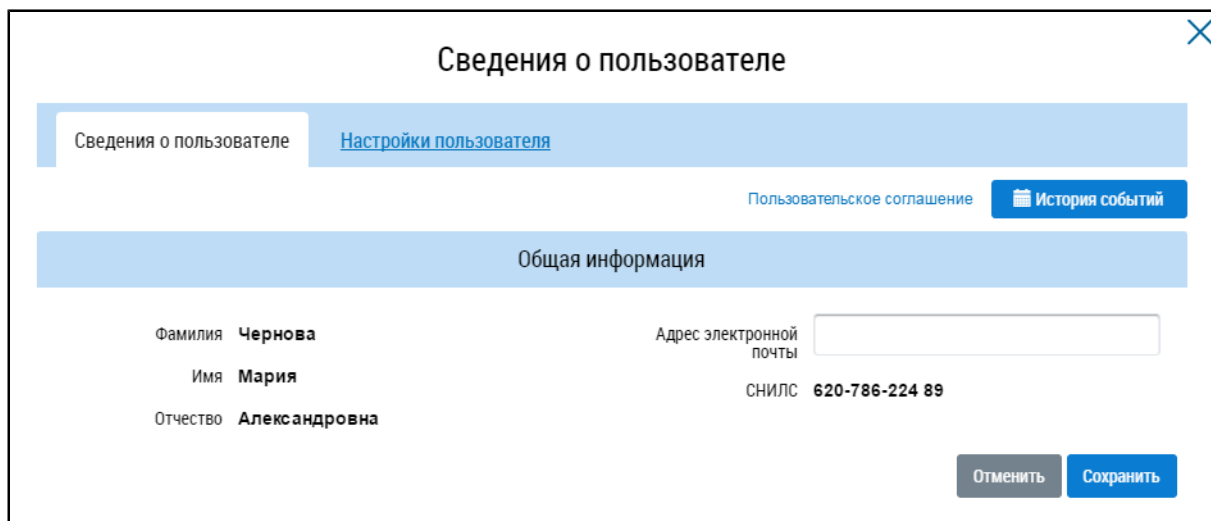 Сведения о пользователе
Сведения о пользователе Настройки пользователя
Пользовательское соглашение История событий
Общая информация
Фамилия Чернова
Адрес электронной
почты
Имя Мария
СНИЛС 620-786-224 89
Отчество Александровна
Отменить Сохранить